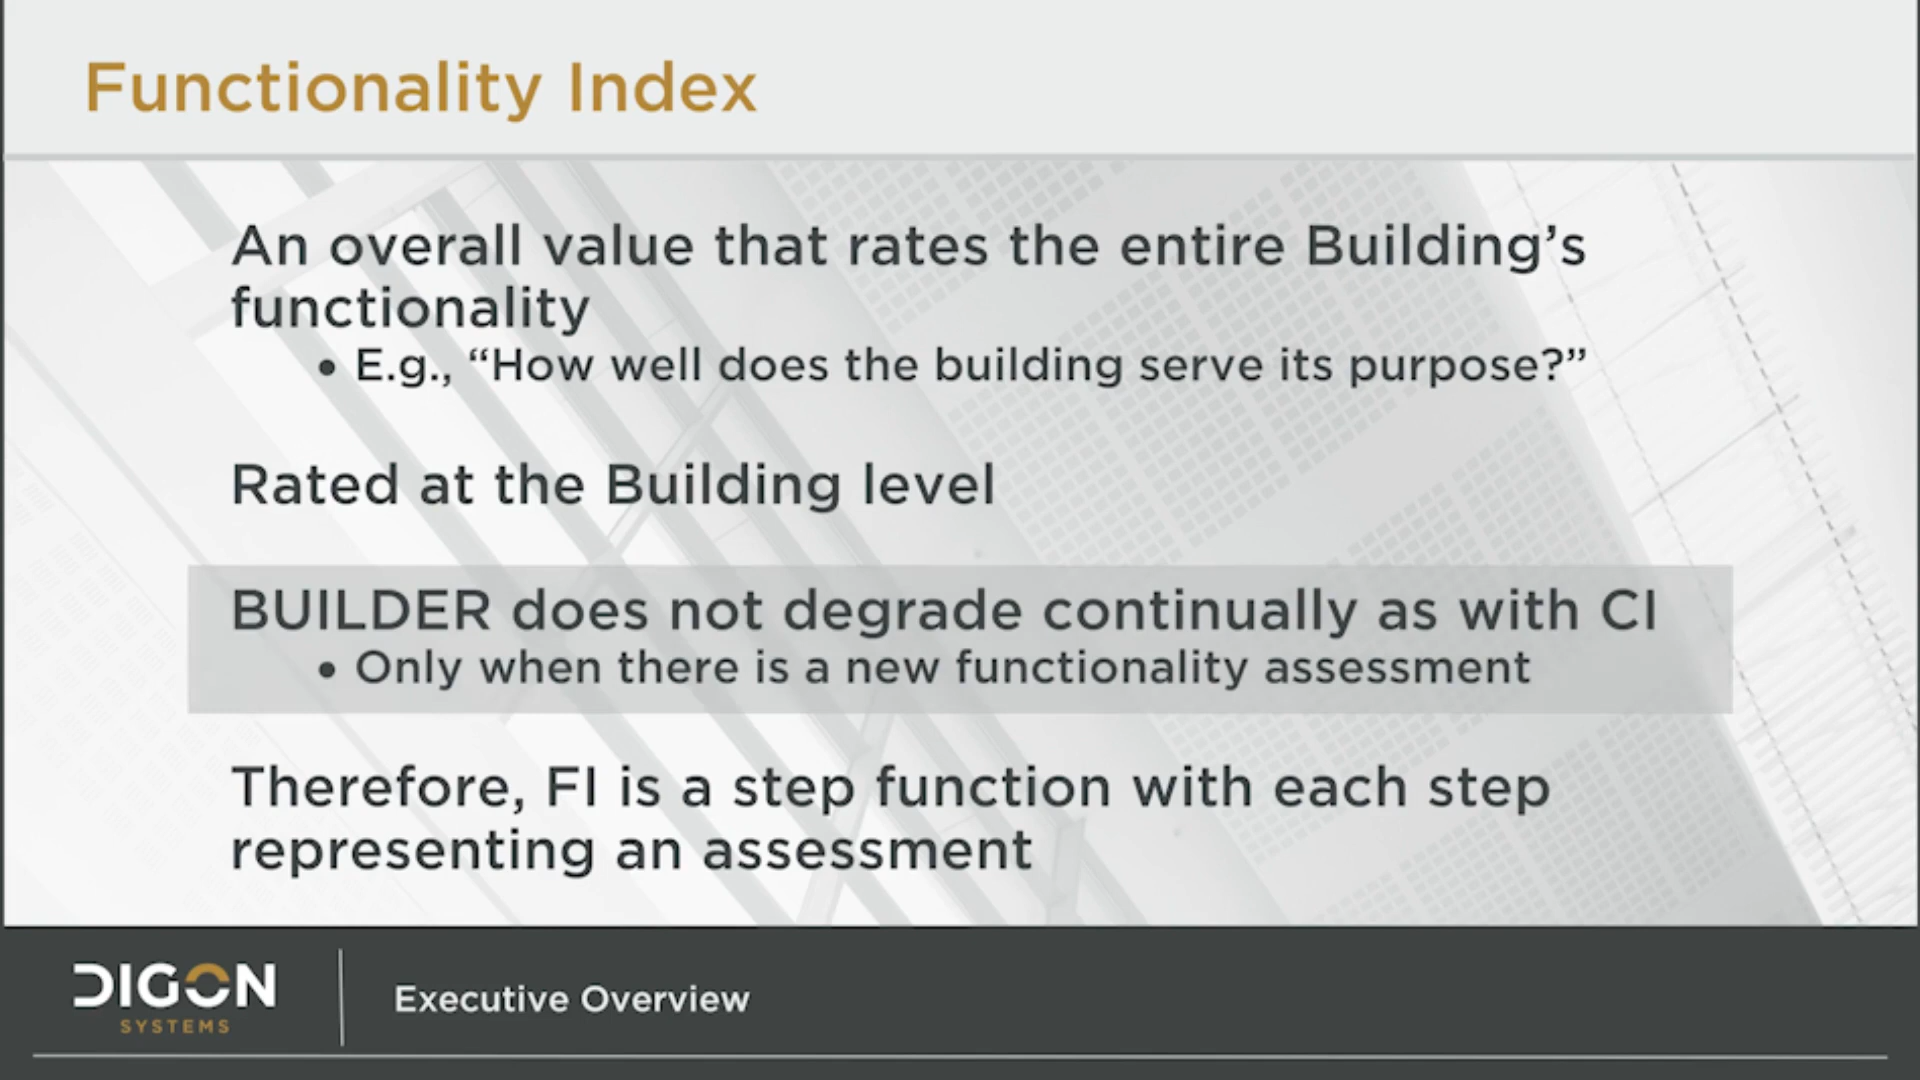 Functionality Index
An overall value that rates the entire Building’s
functionality
• E.g., “How well does the building serve its purpose?”
Rated at the Building level
BUILDER does not degrade continually as with CI
• Only when there is a new functionality assessment
Therefore, FI is a step function with each step
representing an assessment
DIGON
SYSTEMS
Executive Overview